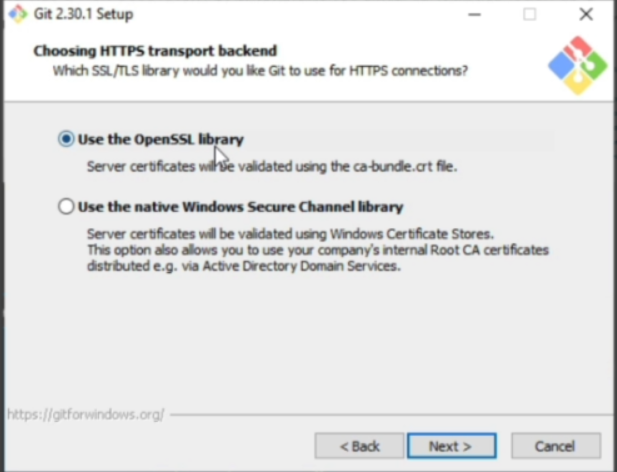 Git 2.30.1 Setup
Choosing HTTPS transport backend
Which SSL/TLS library would you like Git to use for HTTPS connections?
Use the OpenSSL library
Server certificates will be validated using the ca-bundle.crt file.
Use the native Windows Secure Channel library
Server certificates will be validated using Windows Certificate Stores.
This option also allows you to use your company's internal Root CA certificates
distributed e.g. via Active Directory Domain Services.
https://gitforwindows.org/
< Back Next > Cancel